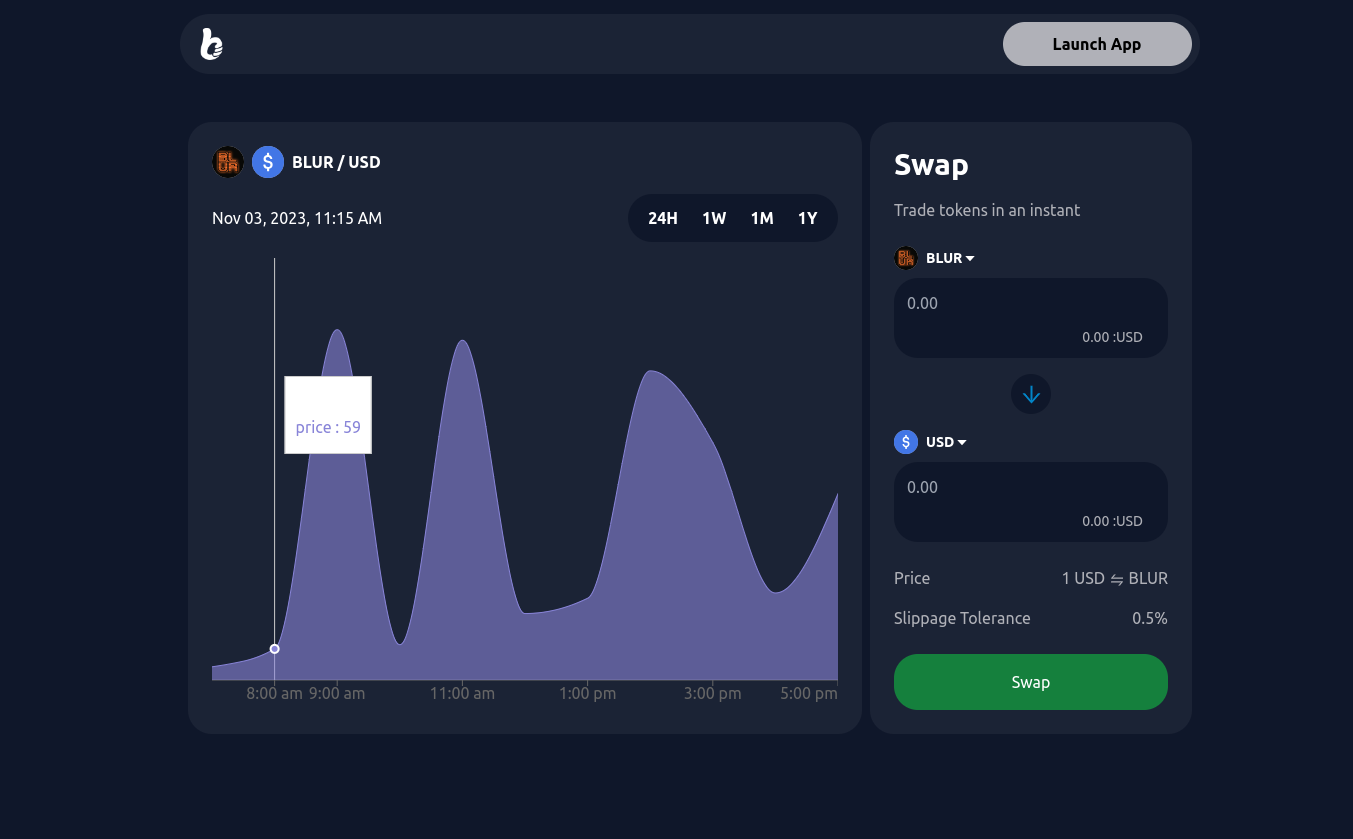 Launch App
BLUR / USD
Nov 03, 2023, 11:15 AM
24H 1W 1M 1Y
price : 59
8:00 am 9:00 am 11:00 am 1:00 pm 3:00 pm 5:00 pm
Swap
Trade tokens in an instant
BLUR
0.00
0.00 :USD
USD
0.00
0.00 :USD
Price 1 USD ⇋ BLUR
Slippage Tolerance 0.5%
Swap